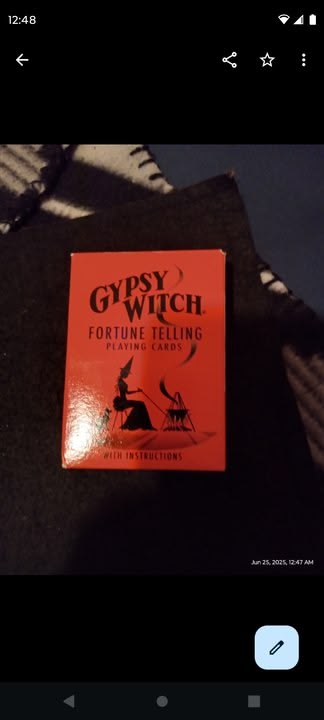 12:48
GYPSY
WITCH®
FORTUNE TELLING
PLAYING CARDS
WITH INSTRUCTIONS
Jun 25, 2025, 12:47 AM